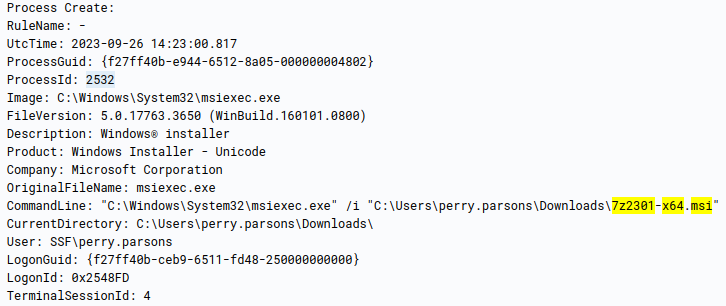 Process Create:
RuleName: -
UtcTime: 2023-09-26 14:23:00.817
ProcessGuid: {f27ff40b-e944-6512-8a05-000000004802}
ProcessId: 2532
Image: C:\Windows\System32\msiexec.exe
FileVersion: 5.0.17763.3650 (WinBuild.160101.0800)
Description: Windows® installer
Product: Windows Installer - Unicode
Company: Microsoft Corporation
OriginalFileName: msiexec.exe
CommandLine: "C:\Windows\System32\msiexec.exe" /i "C:\Users\perry.parsons\Downloads\7z2301-x64.msi"
CurrentDirectory: C:\Users\perry.parsons\Downloads\
User: SSF\perry.parsons
LogonGuid: {f27ff40b-ceb9-6511-fd48-250000000000}
LogonId: 0x2548FD
TerminalSessionId: 4